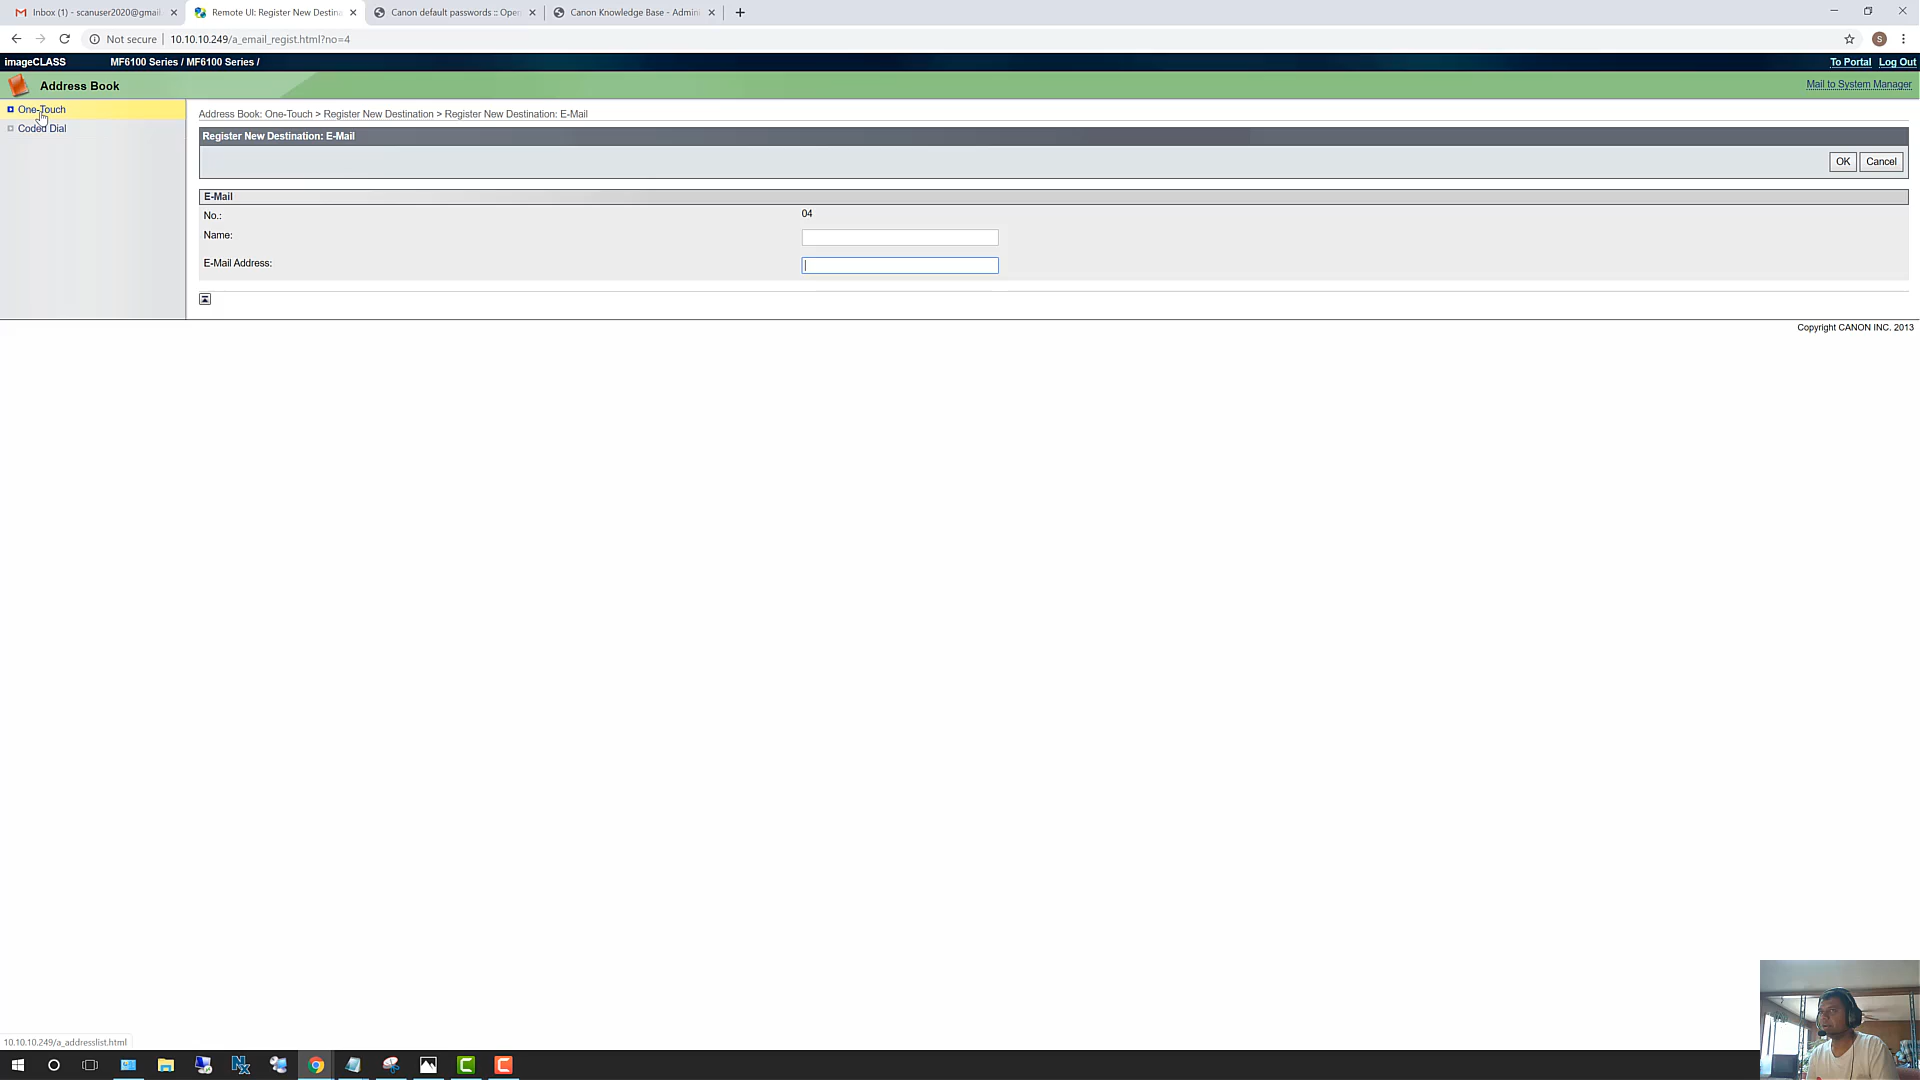 Inbox (1) - scanuser2020@gmail.
Remote UI: Register New Destina
Canon default passwords :: Open
Canon Knowledge Base - Admini
Not secure
10.10.10.249/a_email_regist.html?no=4
imageCLASS
MF6100 Series / MF6100 Series /
To Portal
Log Out
Address Book
Mail to System Manager
One-Touch
Coded Dial
Address Book: One-Touch > Register New Destination > Register New Destination: E-Mail
Register New Destination: E-Mail
OK
Cancel
E-Mail
No.:
04
Name:
E-Mail Address:
Copyright CANON INC. 2013
10.10.10.249/a_addresslist.html